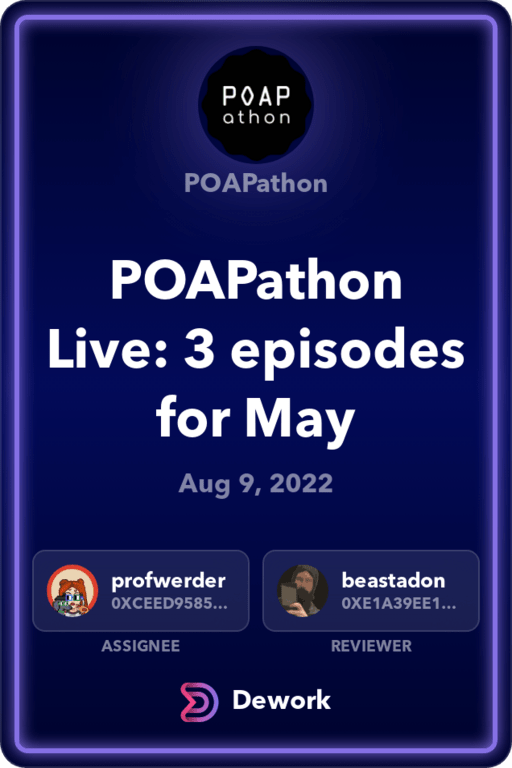 POAP
athon
POAPathon
POAPathon
Live: 3 episodes
for May
Aug 9, 2022
profwerder
0XCEED9585...
beastadon
0XE1A39EE1...
ASSIGNEE
REVIEWER
Dework